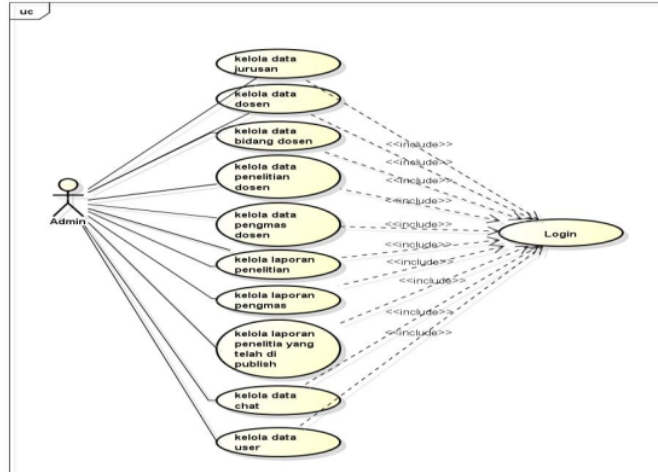 uc
kelola data
jurusan
kelola data
dosen
kelola data
bidang dosen
kelola data
penelitian
dosen
kelola data
pengmas
dosen
kelola laporan
penelitian
kelola laporan
pengmas
kelola laporan
penelitia yang
telah di
publish
kelola data
chat
kelola data
user
Admin
<<include>>
<<include>>
<<include>>
<<include>>
<<include>>
<<include>>
<<include>>
<<include>>
<<include>>
<<include>>
Login